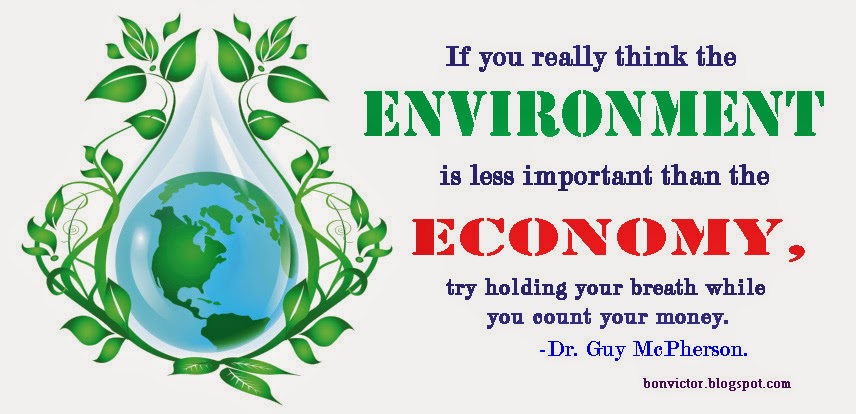 If you really think the
ENVIRONMENT
is less important than the
ECONOMY,
try holding your breath while
you count your money.
-Dr. Guy McPherson.
bonvictor.blogspot.com